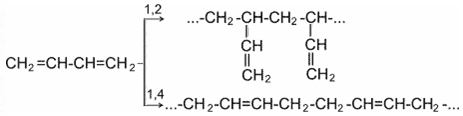 1,2
...-CH₂-CH-CH₂-CH-...
CH CH
CH₂ CH₂
CH₂=CH-CH=CH₂-
1,4
...-CH₂-CH=CH-CH₂-CH₂-CH=CH-CH₂-...